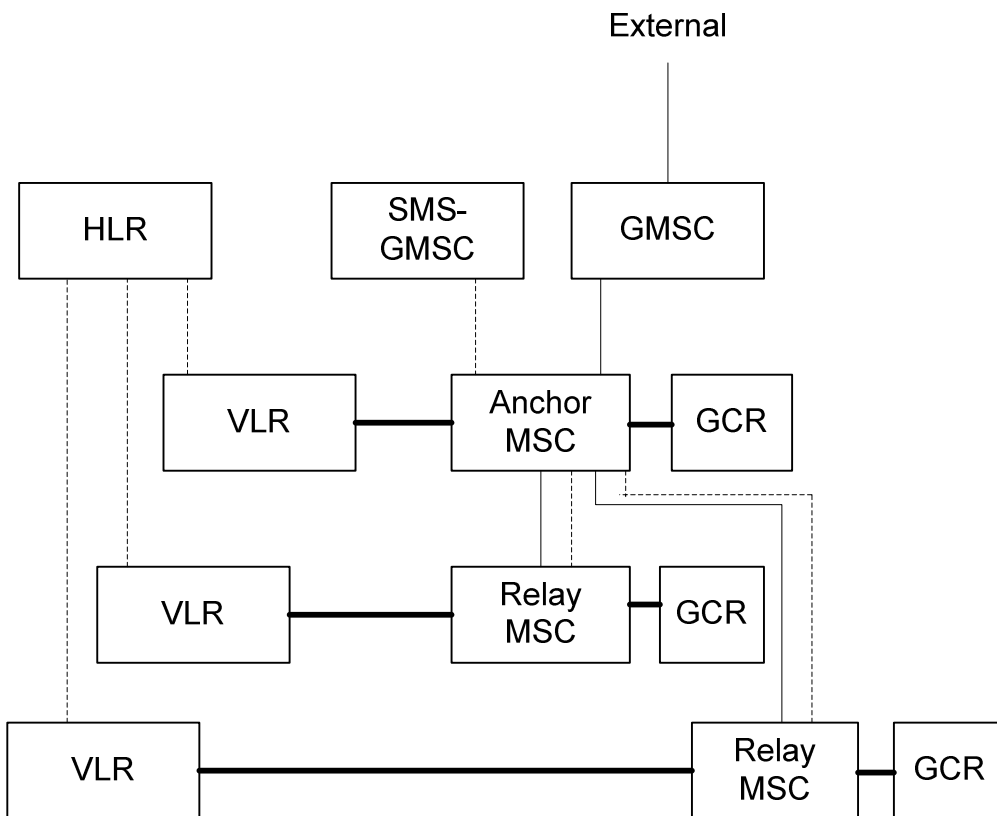 External
HLR
SMS-
GMSC
GMSC
VLR
Anchor
MSC
GCR
VLR
Relay
MSC
GCR
VLR
Relay
MSC
GCR